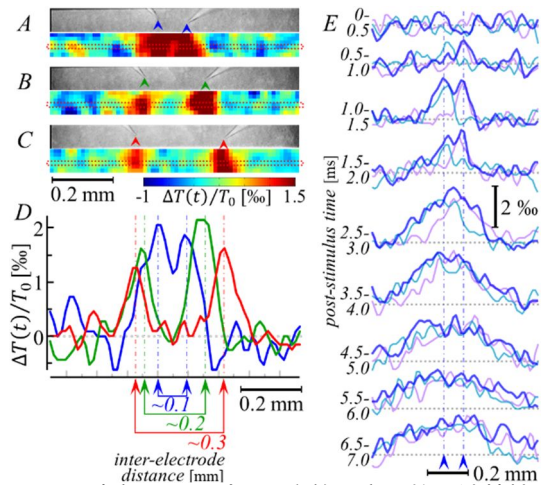 A
B
C
0.2 mm
-1 ΔT(t)/T0 [‰] 1.5
D
ΔT(t)/T0 [‰]
2
1
0
0.2 mm
~0.1
~0.2
~0.3
inter-electrode
distance [mm]
E
post-stimulus time [ms]
0-
0.5
0.5-
1.0
1.0-
1.5
1.5-
2.0
2 ‰
2.5-
3.0
3.5-
4.0
4.5-
5.0
5.5-
6.0
6.5-
7.0
0.2 mm